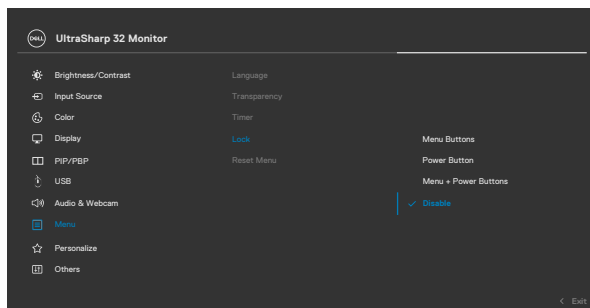 DELL UltraSharp 32 Monitor
Brightness/Contrast Language
Input Source Transparency
Color Timer
Display Lock Menu Buttons
PIP/PBP Reset Menu Power Button
USB Menu + Power Buttons
Audio & Webcam Disable
Menu
Personalize
Others
Exit